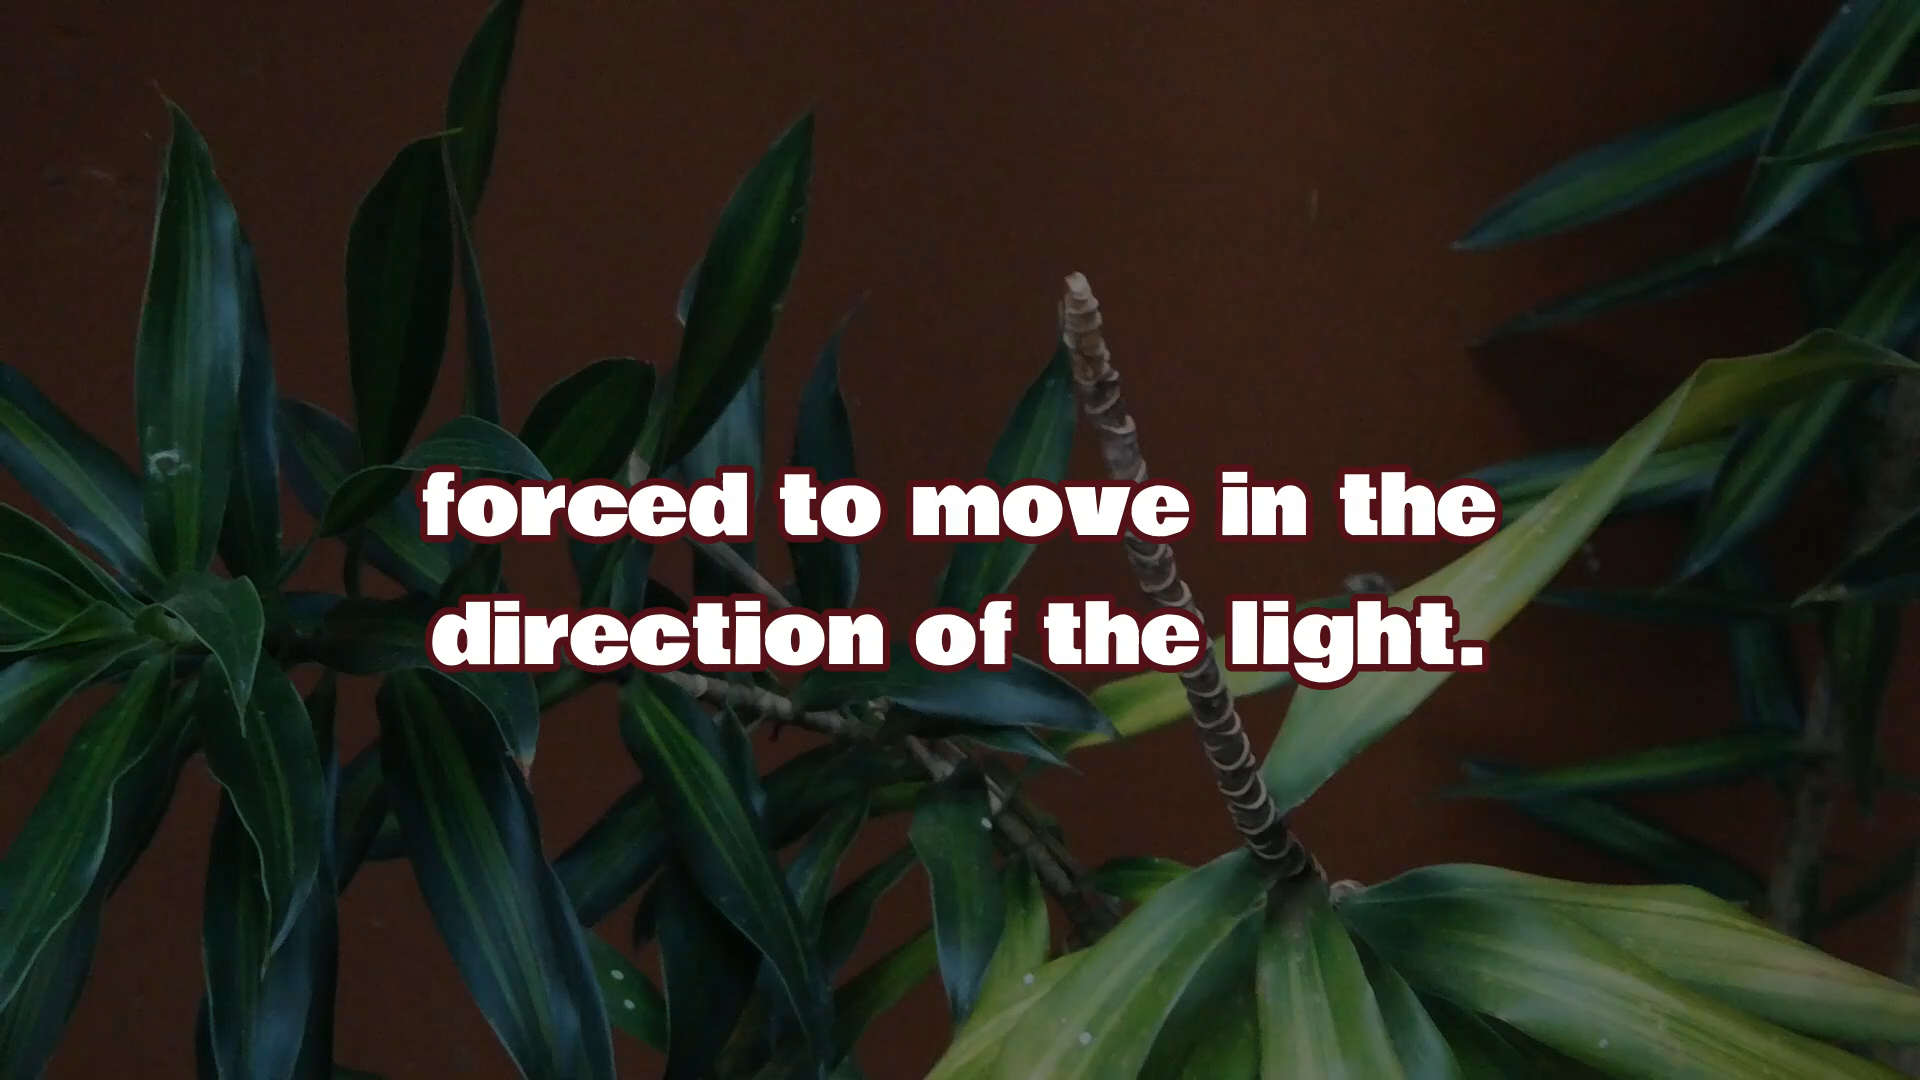 forced to move in the
direction of the light.